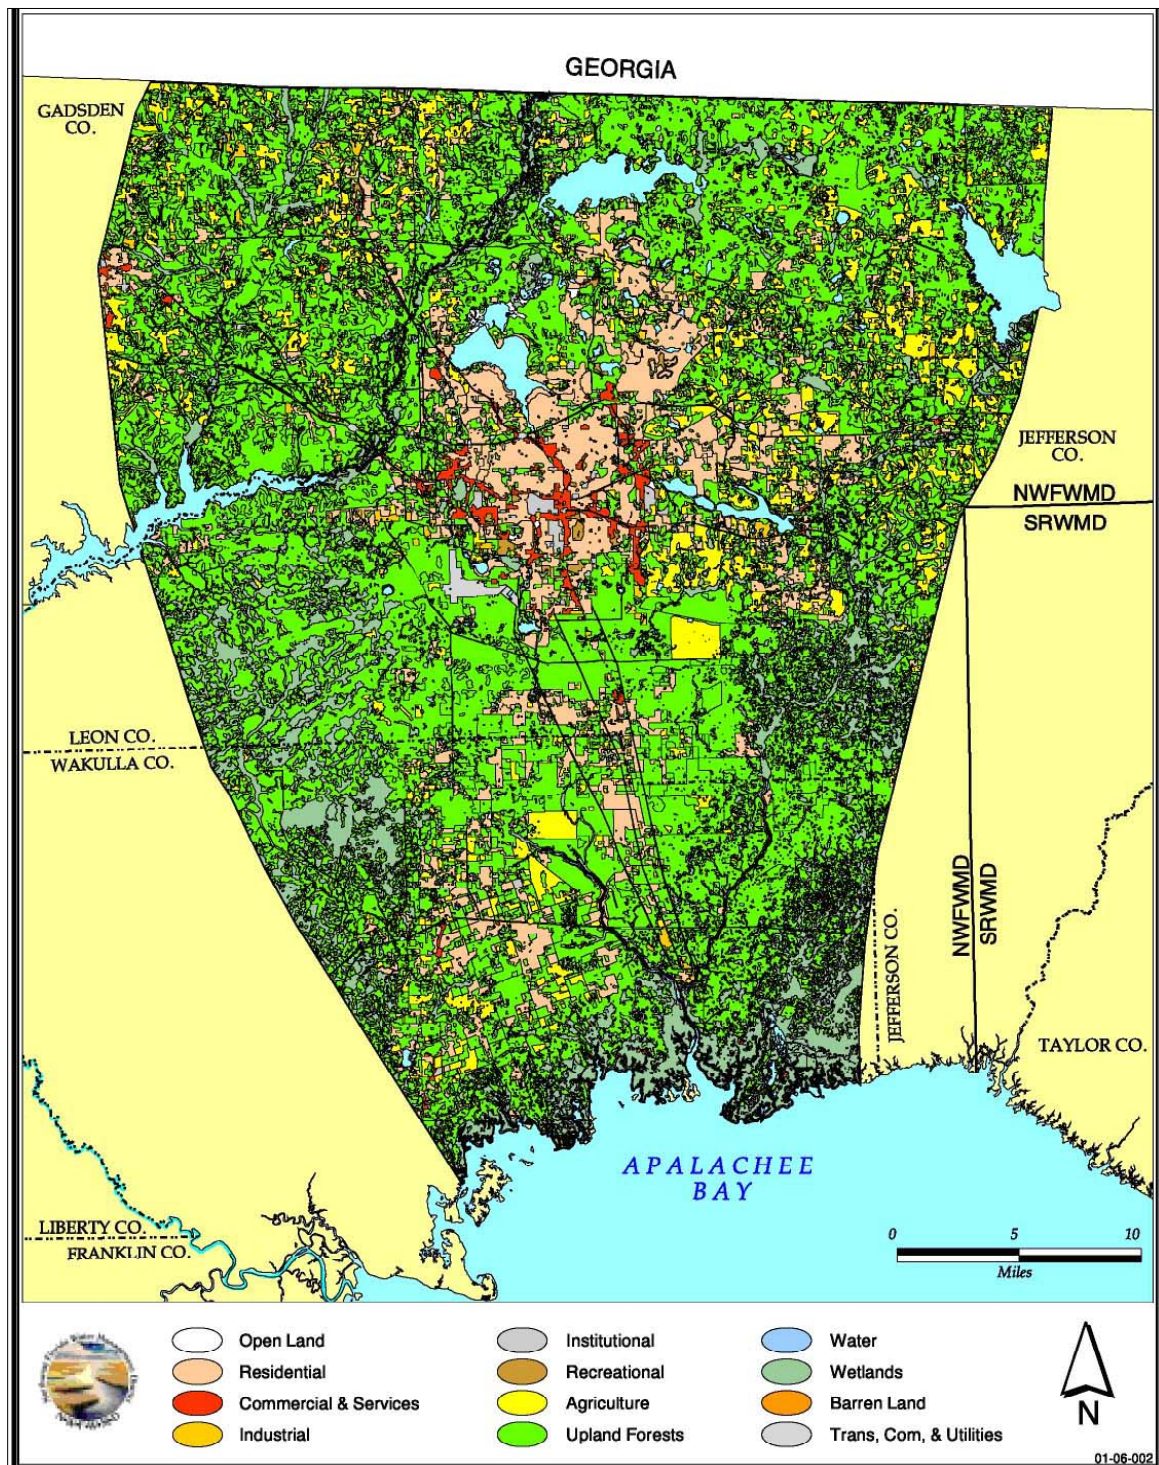 GEORGIA
GADSDEN
CO.
JEFFERSON
CO.
NWFWMD
SRWMD
LEON CO.
WAKULLA CO.
NWFWMD
SRWMD
JEFFERSON CO.
TAYLOR CO.
APALACHEE
BAY
LIBERTY CO.
FRANKLIN CO.
0 5 10
Miles
Open Land
Residential
Commercial & Services
Industrial
Institutional
Recreational
Agriculture
Upland Forests
Water
Wetlands
Barren Land
Trans, Com, & Utilities
N
01-06-002